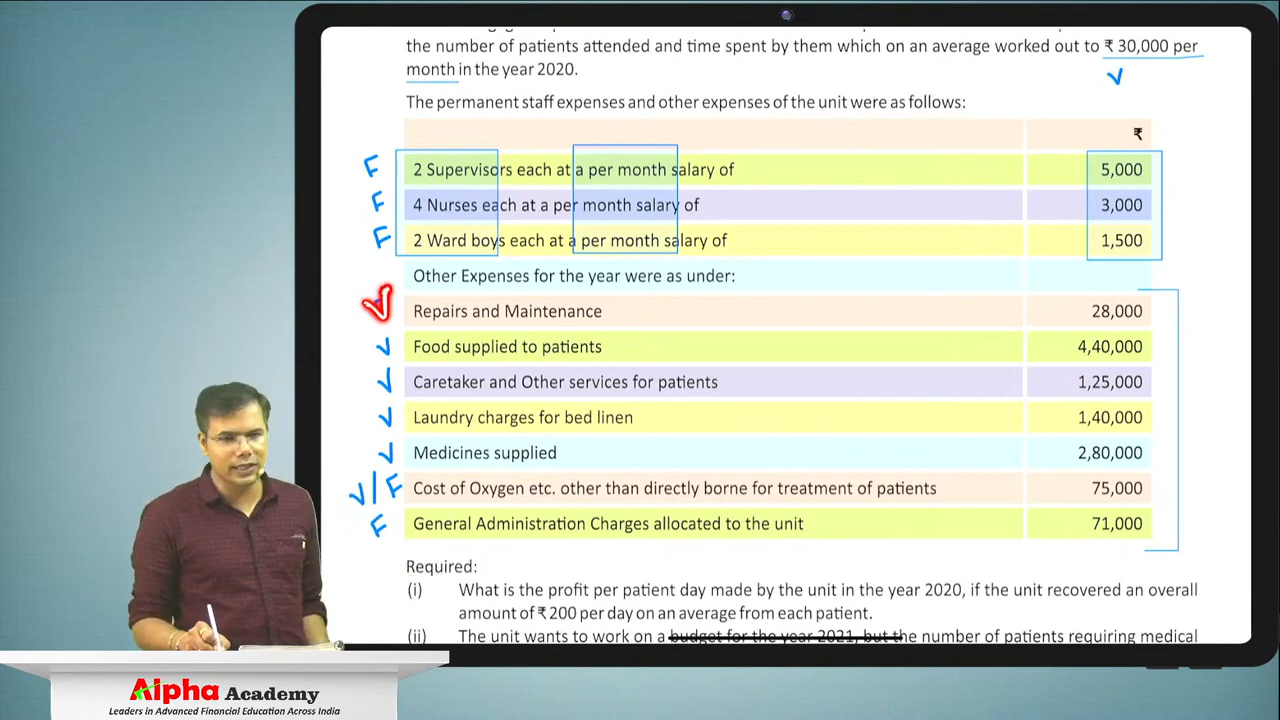 the number of patients attended and time spent by them which on an average worked out to ₹ 30,000 per
month in the year 2020.
V
The permanent staff expenses and other expenses of the unit were as follows:
₹
F 2 Supervisors each at a per month salary of 5,000
F 4 Nurses each at a per month salary of 3,000
F 2 Ward boys each at a per month salary of 1,500
Other Expenses for the year were as under:
V Repairs and Maintenance 28,000
V Food supplied to patients 4,40,000
V Caretaker and Other services for patients 1,25,000
V Laundry charges for bed linen 1,40,000
V Medicines supplied 2,80,000
V/F Cost of Oxygen etc. other than directly borne for treatment of patients 75,000
F General Administration Charges allocated to the unit 71,000
Required:
(i) What is the profit per patient day made by the unit in the year 2020, if the unit recovered an overall
amount of ₹ 200 per day on an average from each patient.
(ii) The unit wants to work on a budget for the year 2021, but the number of patients requiring medical
Alpha Academy
Leaders in Advanced Financial Education Across India